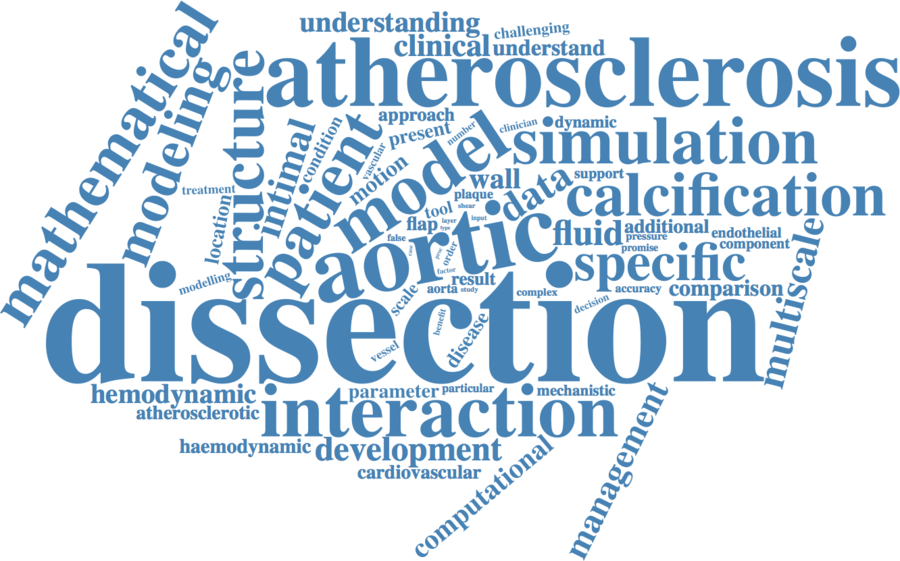 understanding
challenging
clinical
understand
atherosclerosis
mathematical
modeling
structure
approach
present
number
clinician
dynamic
simulation
intimal
condition
patient
vascular
motion
model
wall
data
support
calcification
treatment
location
plaque
shear
tool
layer
input
type
flap
aortic
fluid
additional
pressure
endothelial
promise
component
false
order
factor
specific
multiscale
modelling
scale
result
aorta
study
complex
accuracy
comparison
decision
dissection
benefit
disease
vessel
hemodynamic
parameter
particular
mechanistic
atherosclerotic
interaction
management
haemodynamic
development
cardiovascular
computational